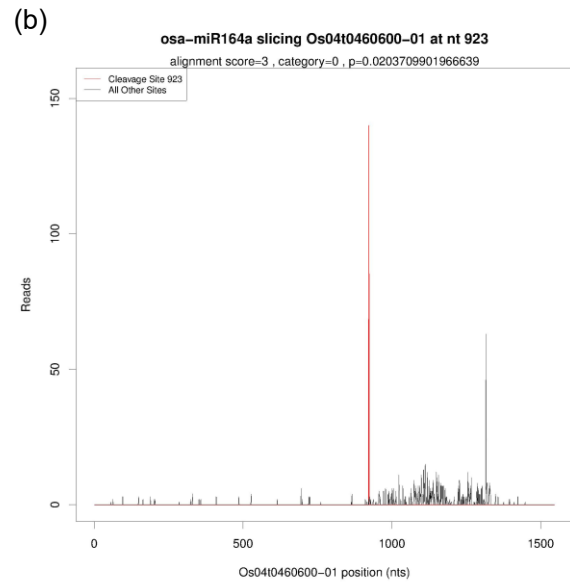 (b)
osa−miR164a slicing Os04t0460600−01 at nt 923
alignment score=3 , category=0 , p=0.0203709901966639
Cleavage Site 923
All Other Sites
150
100
50
0
Reads
0 500 1000 1500
Os04t0460600−01 position (nts)